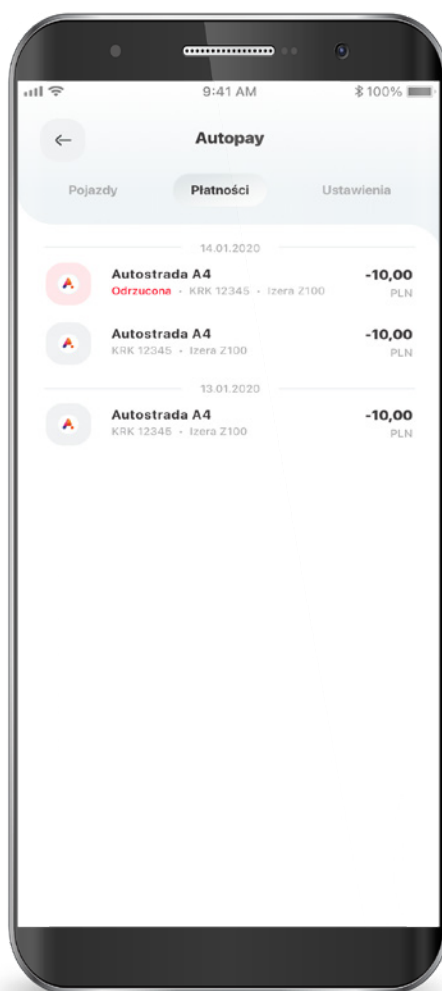 9:41 AM
100%
Autopay
Pojazdy Płatności Ustawienia
14.01.2020
Autostrada A4 -10,00
Odrzucona • KRK 12345 • Izera Z100 PLN
Autostrada A4 -10,00
KRK 12345 • Izera Z100 PLN
13.01.2020
Autostrada A4 -10,00
KRK 12345 • Izera Z100 PLN